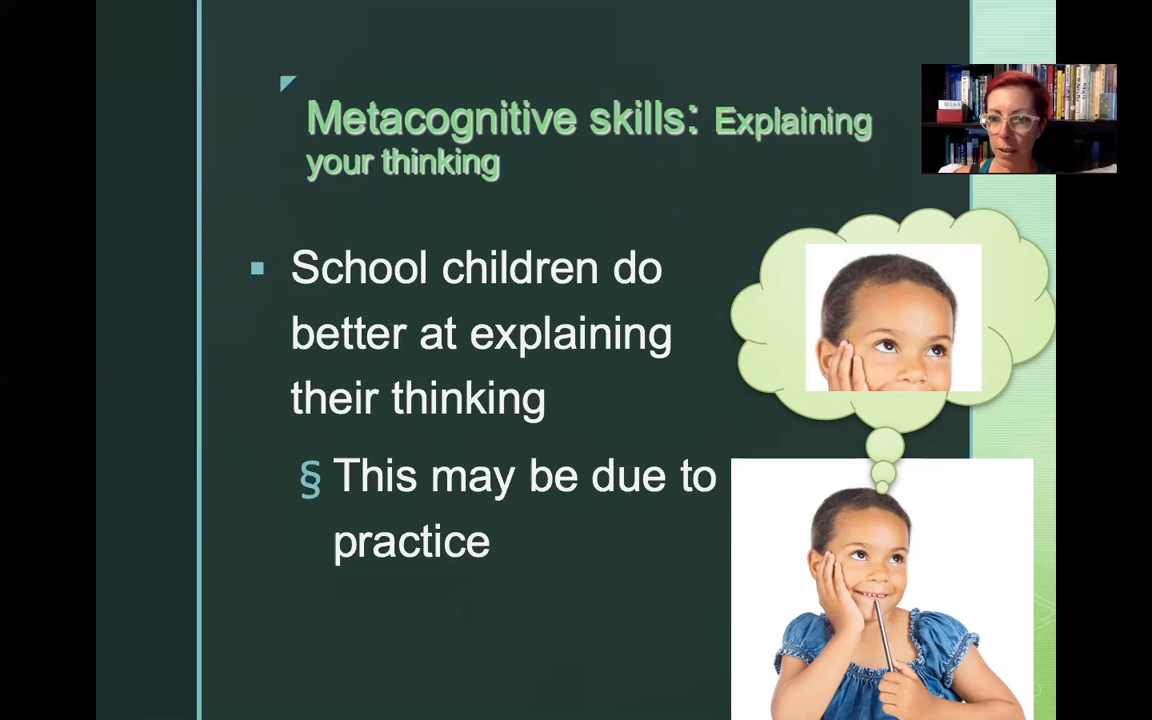 Metacognitive skills: Explaining
your thinking
▪ School children do
better at explaining
their thinking
§ This may be due to
practice